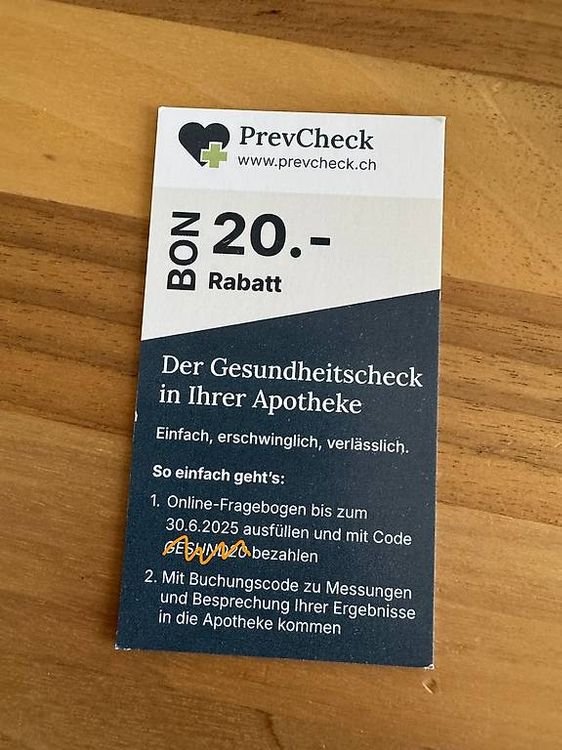 PrevCheck
www.prevcheck.ch
BON
20.-
Rabatt
Der Gesundheitscheck
in Ihrer Apotheke
Einfach, erschwinglich, verlässlich.
So einfach geht's:
1. Online-Fragebogen bis zum
30.6.2025 ausfüllen und mit Code
bezahlen
2. Mit Buchungscode zu Messungen
und Besprechung Ihrer Ergebnisse
in die Apotheke kommen